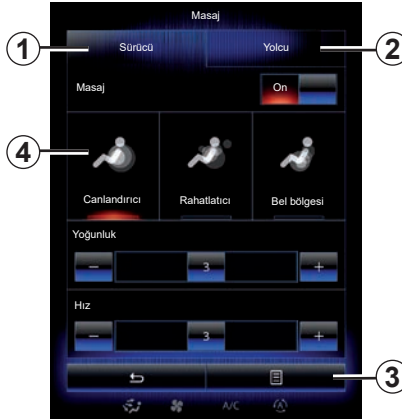 Masaj
1 Sürücü Yolcu 2
Masaj On
4
Canlandırıcı Rahatlatıcı Bel bölgesi
Yoğunluk
− 3 +
Hız
− 3 +
3
A/C (A)